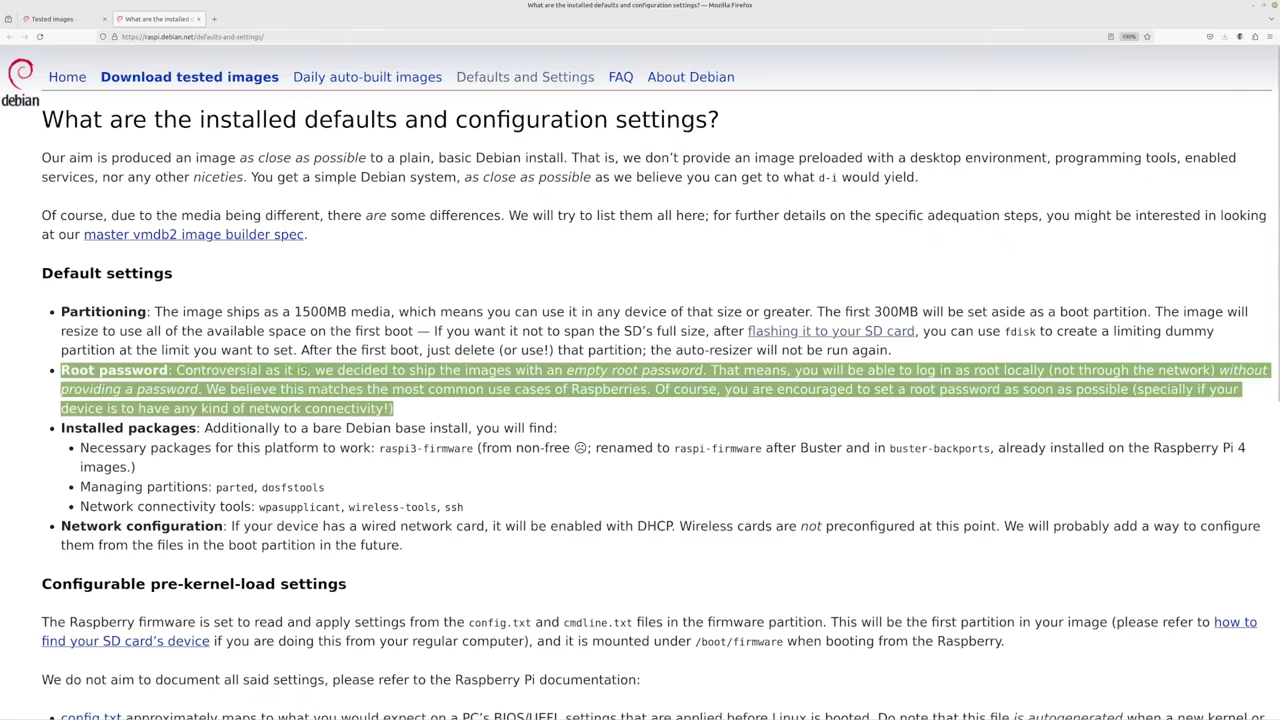 What are the installed defaults and configuration settings? — Mozilla Firefox
Tested images
What are the installed d
https://raspi.debian.net/defaults-and-settings/
190%
debian
Home Download tested images Daily auto-built images Defaults and Settings FAQ About Debian
What are the installed defaults and configuration settings?
Our aim is produced an image as close as possible to a plain, basic Debian install. That is, we don’t provide an image preloaded with a desktop environment, programming tools, enabled
services, nor any other niceties. You get a simple Debian system, as close as possible as we believe you can get to what d-i would yield.
Of course, due to the media being different, there are some differences. We will try to list them all here; for further details on the specific adequation steps, you might be interested in looking
at our master vmdb2 image builder spec.
Default settings
• Partitioning: The image ships as a 1500MB media, which means you can use it in any device of that size or greater. The first 300MB will be set aside as a boot partition. The image will
resize to use all of the available space on the first boot — If you want it not to span the SD’s full size, after flashing it to your SD card, you can use fdisk to create a limiting dummy
partition at the limit you want to set. After the first boot, just delete (or use!) that partition; the auto-resizer will not be run again.
• Root password: Controversial as it is, we decided to ship the images with an empty root password. That means, you will be able to log in as root locally (not through the network) without
providing a password. We believe this matches the most common use cases of Raspberries. Of course, you are encouraged to set a root password as soon as possible (specially if your
device is to have any kind of network connectivity!)
• Installed packages: Additionally to a bare Debian base install, you will find:
• Necessary packages for this platform to work: raspi3-firmware (from non-free ☹; renamed to raspi-firmware after Buster and in buster-backports, already installed on the Raspberry Pi 4
images.)
• Managing partitions: parted, dosfstools
• Network connectivity tools: wpasupplicant, wireless-tools, ssh
• Network configuration: If your device has a wired network card, it will be enabled with DHCP. Wireless cards are not preconfigured at this point. We will probably add a way to configure
them from the files in the boot partition in the future.
Configurable pre-kernel-load settings
The Raspberry firmware is set to read and apply settings from the config.txt and cmdline.txt files in the firmware partition. This will be the first partition in your image (please refer to how to
find your SD card’s device if you are doing this from your regular computer), and it is mounted under /boot/firmware when booting from the Raspberry.
We do not aim to document all said settings, please refer to the Raspberry Pi documentation:
• config.txt approximately maps to what you would expect on a PC’s BIOS/UEFI, settings that are applied before Linux is booted. Do note that this file is autogenerated when a new kernel or